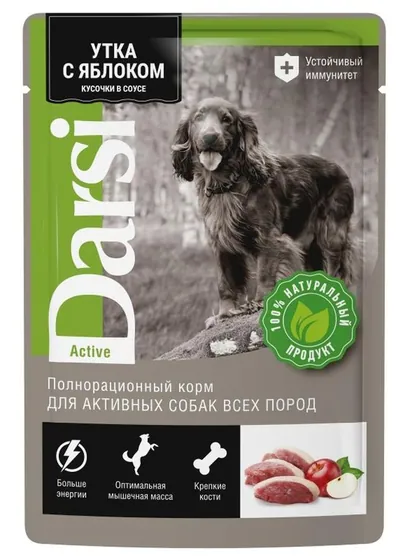 УТКА
С ЯБЛОКОМ
КУСОЧКИ В СОУСЕ
Устойчивый
иммунитет
Darsi
Active
100% НАТУРАЛЬНЫЙ
ПРОДУКТ
Полнорационный корм
ДЛЯ АКТИВНЫХ СОБАК ВСЕХ ПОРОД
Больше
энергии
Оптимальная
мышечная масса
Крепкие
кости